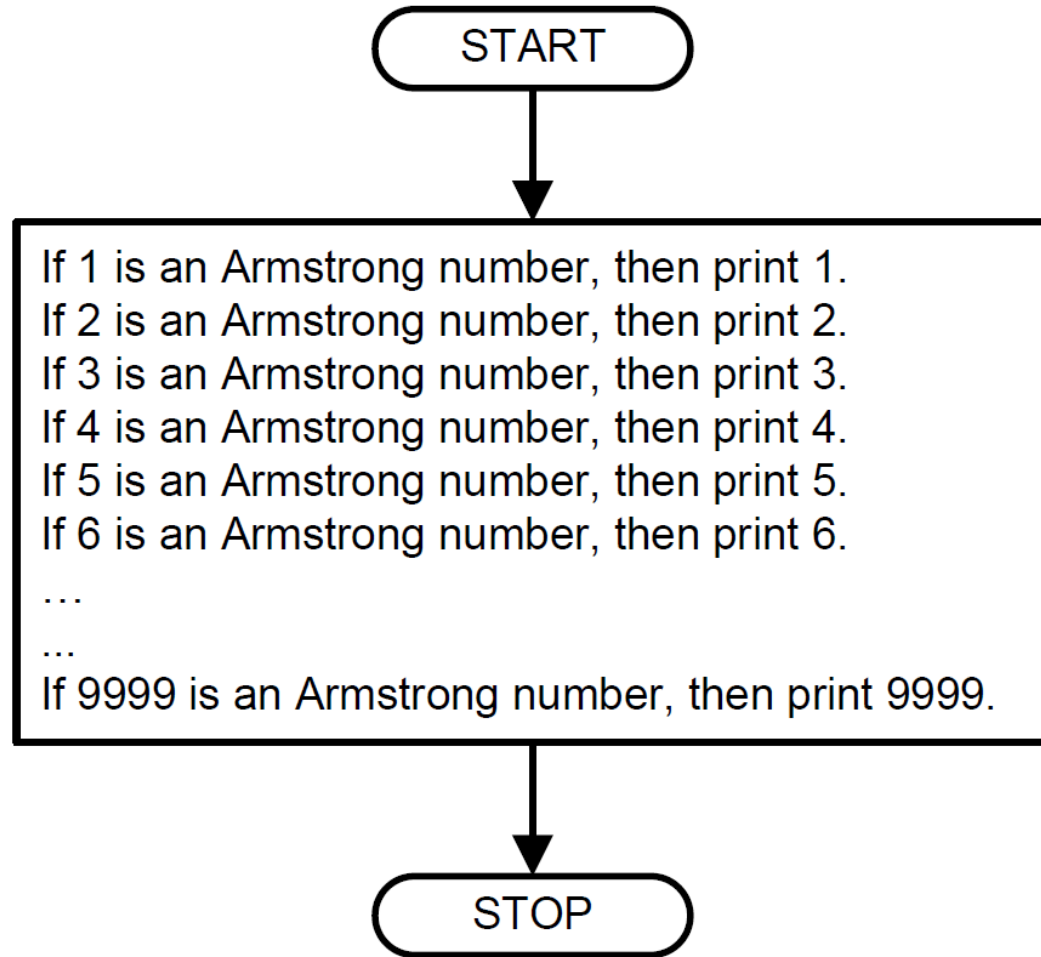 START
If 1 is an Armstrong number, then print 1.
If 2 is an Armstrong number, then print 2.
If 3 is an Armstrong number, then print 3.
If 4 is an Armstrong number, then print 4.
If 5 is an Armstrong number, then print 5.
If 6 is an Armstrong number, then print 6.
…
...
If 9999 is an Armstrong number, then print 9999.
STOP